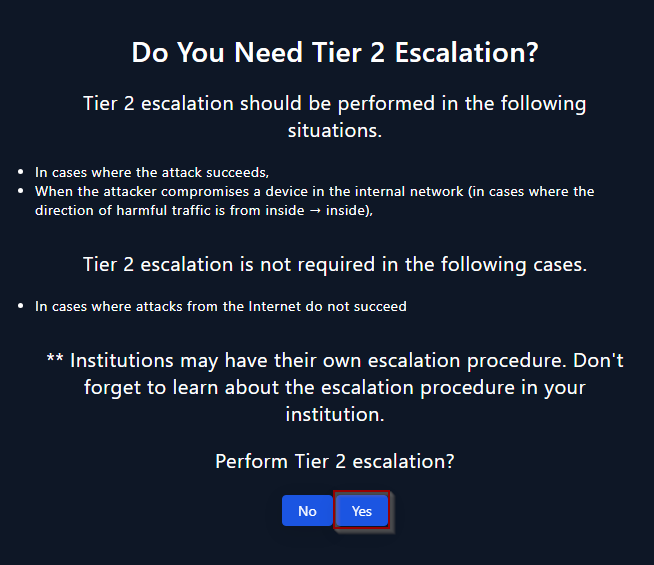 Do You Need Tier 2 Escalation?
Tier 2 escalation should be performed in the following
situations.
• In cases where the attack succeeds,
• When the attacker compromises a device in the internal network (in cases where the
direction of harmful traffic is from inside → inside),
Tier 2 escalation is not required in the following cases.
• In cases where attacks from the Internet do not succeed
** Institutions may have their own escalation procedure. Don't
forget to learn about the escalation procedure in your
institution.
Perform Tier 2 escalation?
No Yes